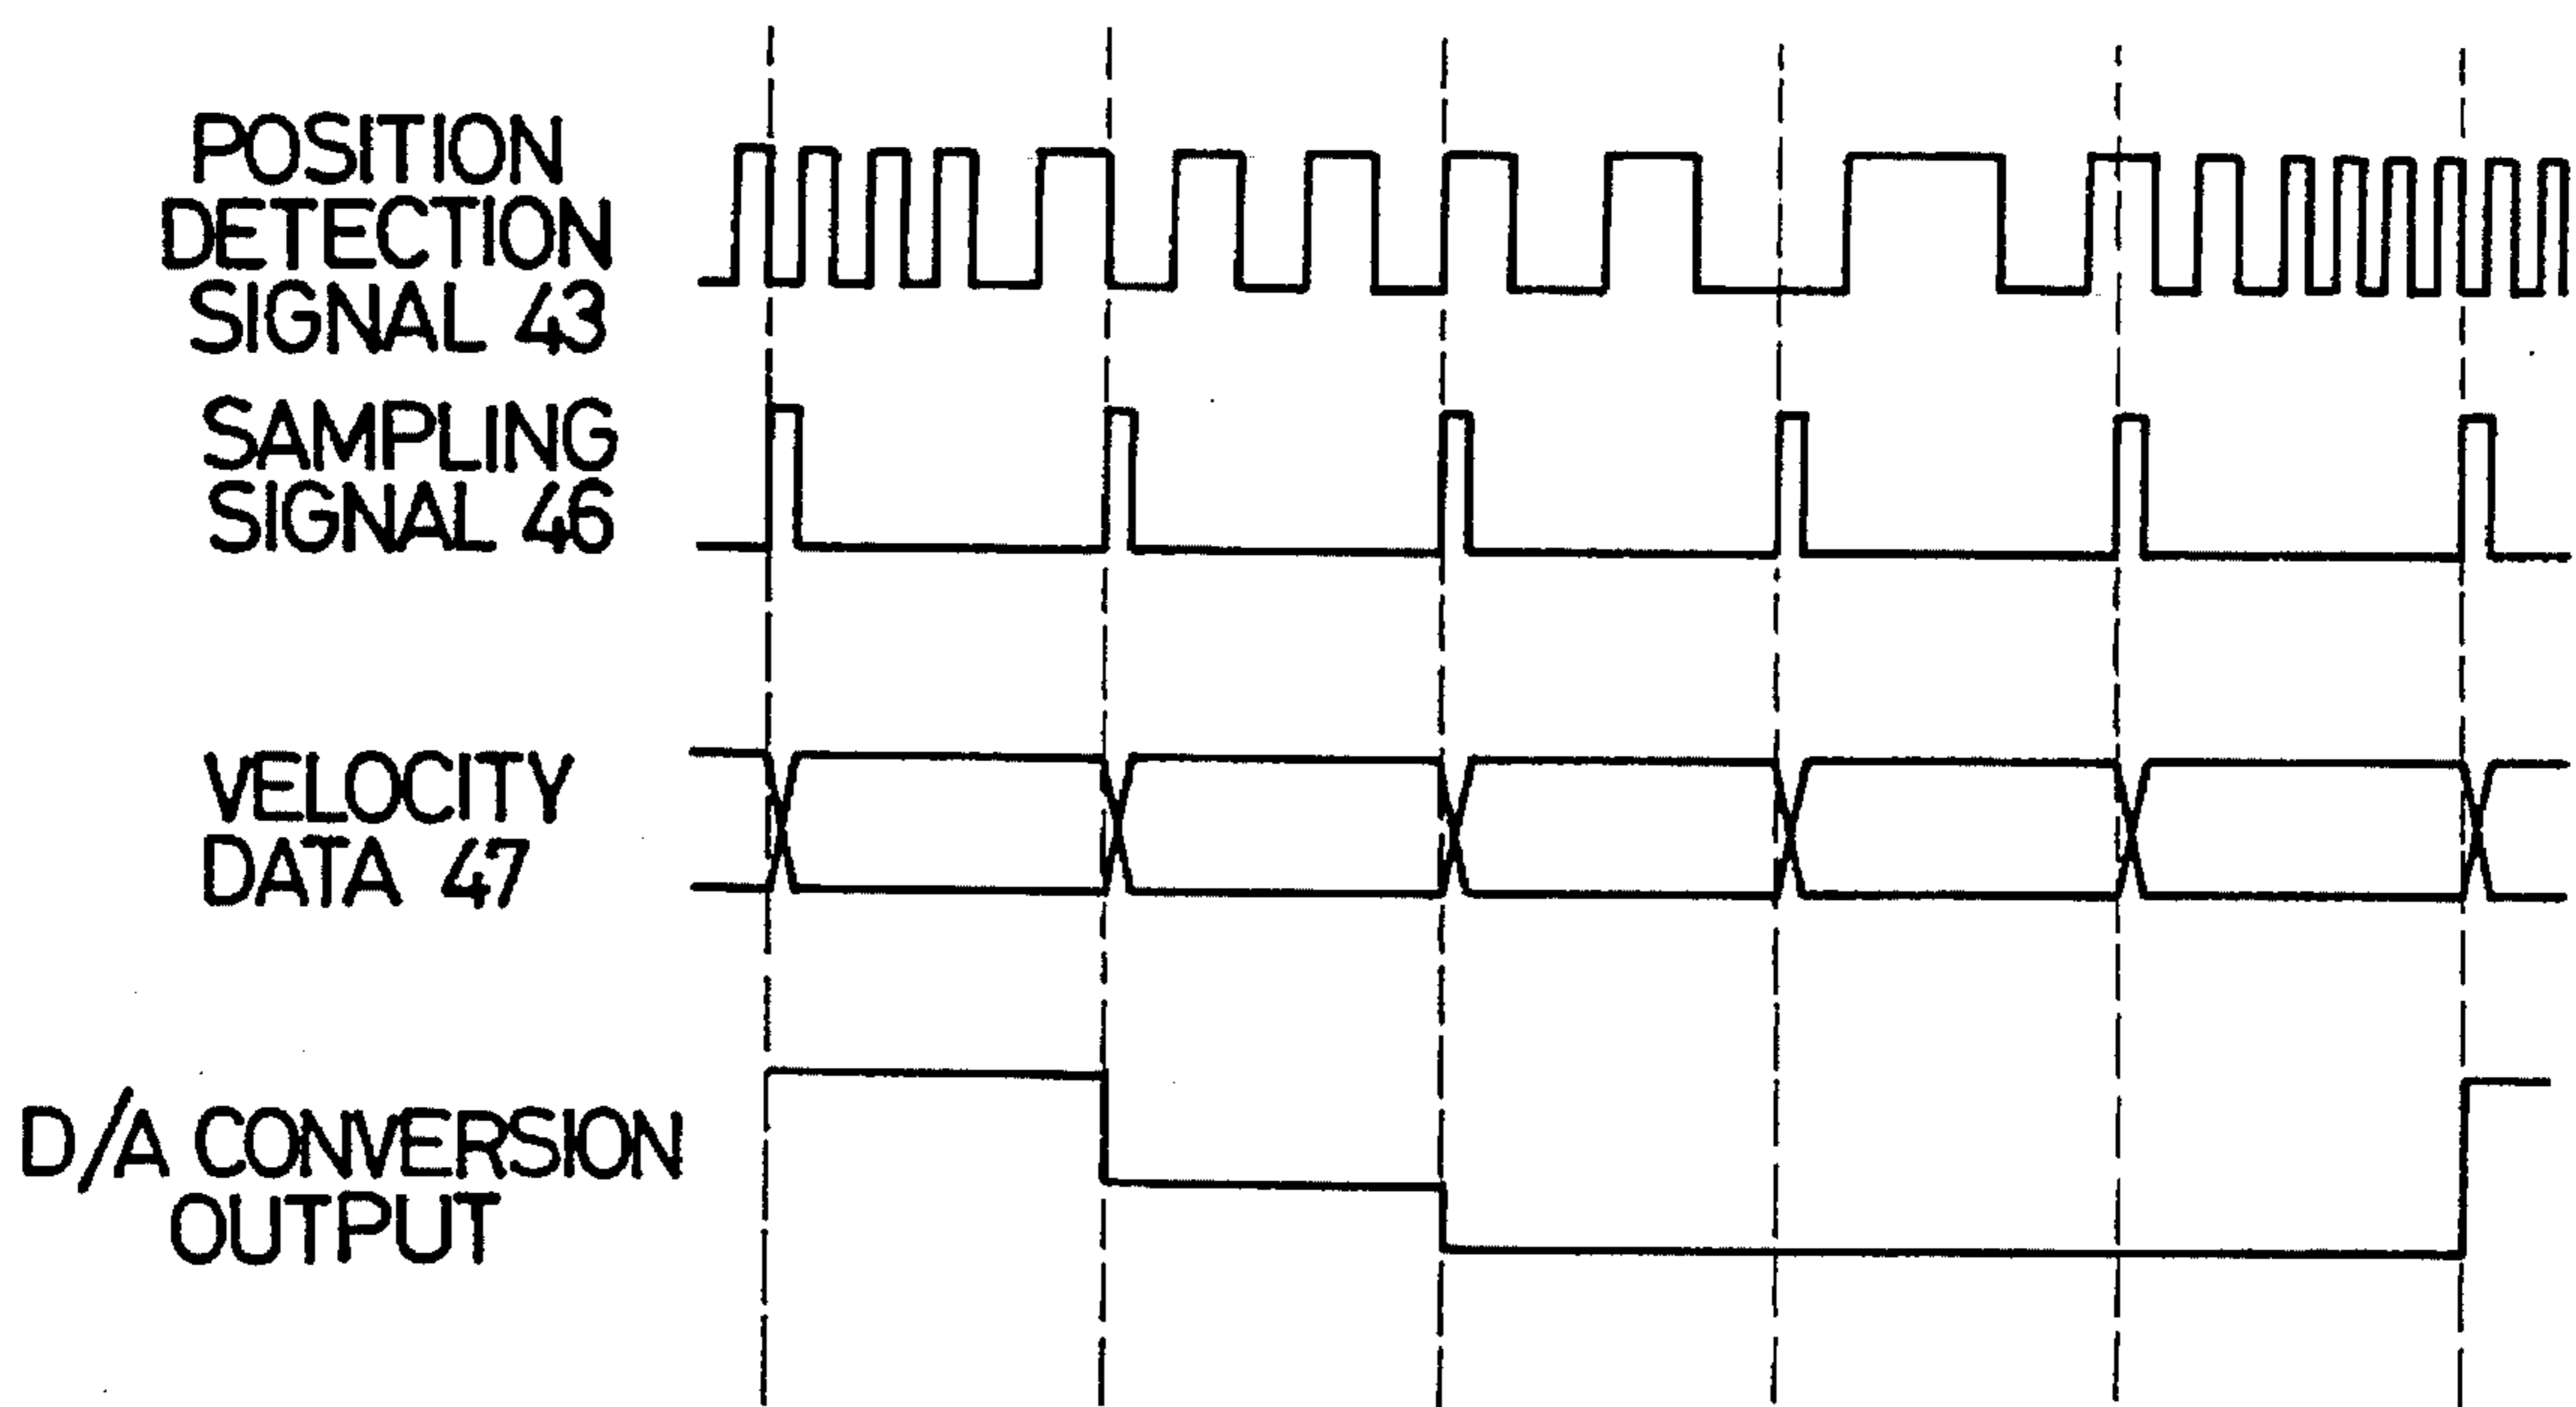 POSITION
DETECTION
SIGNAL 43
SAMPLING
SIGNAL 46
VELOCITY
DATA 47
D/A CONVERSION
OUTPUT